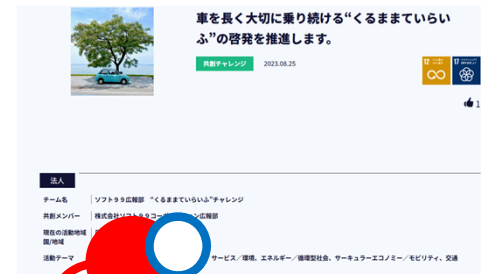 車を長く大切に乗り続ける“くるままていらい
ふ”の啓発を推進します。
共創チャレンジ 2023.08.25
12 17
1
法人
チーム名 ソフト９９広報部 “くるままていらいふ”チャレンジ
共創メンバー 株式会社ソフト９９コーポ ン広報部
現在の活動地域
国/地域
活動テーマ サービス／環境、エネルギー／循環型社会、サーキュラーエコノミー／モビリティ、交通